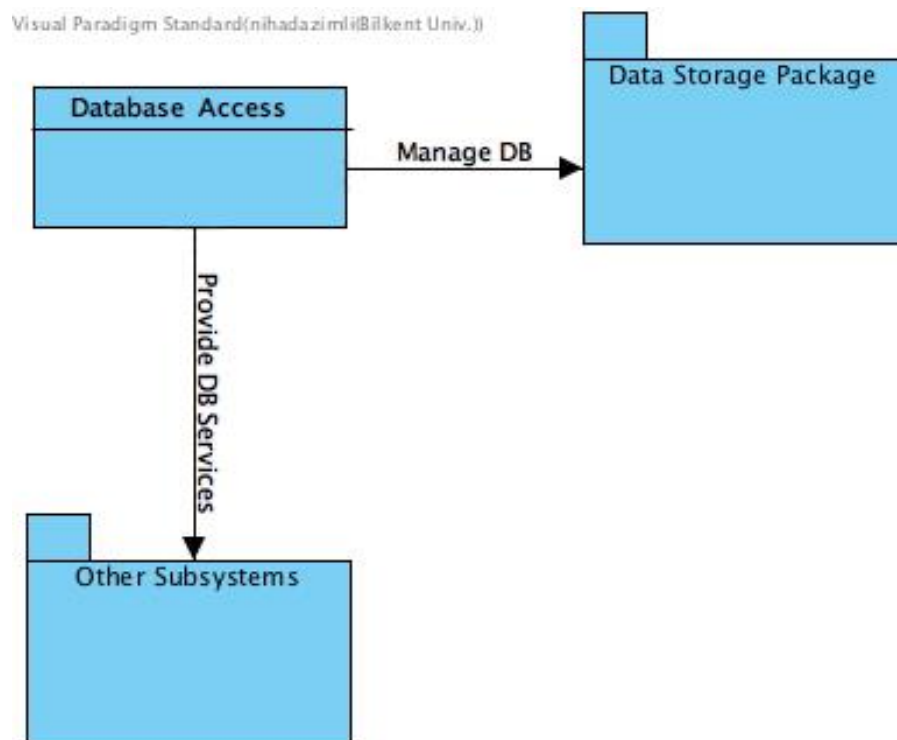 Visual Paradigm Standard(nihadazimli(Bilkent Univ.))
Data Storage Package
Database Access
Manage DB
Provide DB Services
Other Subsystems